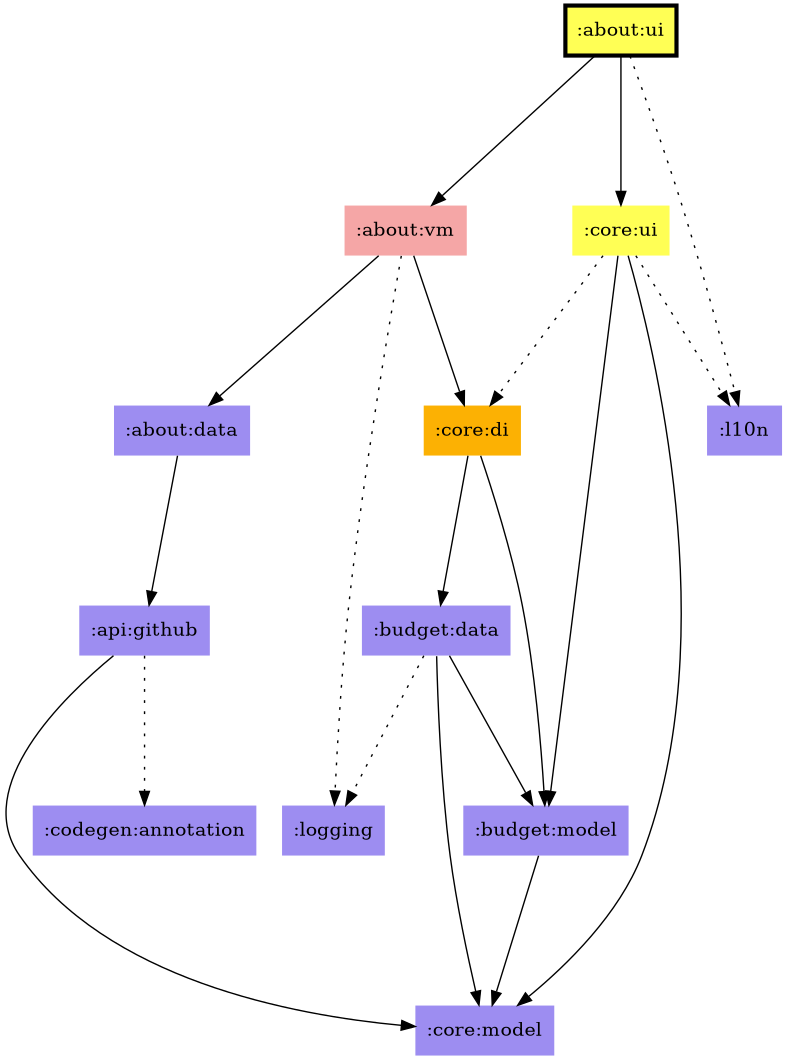 :about:ui
:about:vm
:core:ui
:about:data
:core:di
:l10n
:api:github
:budget:data
:codegen:annotation
:logging
:budget:model
:core:model